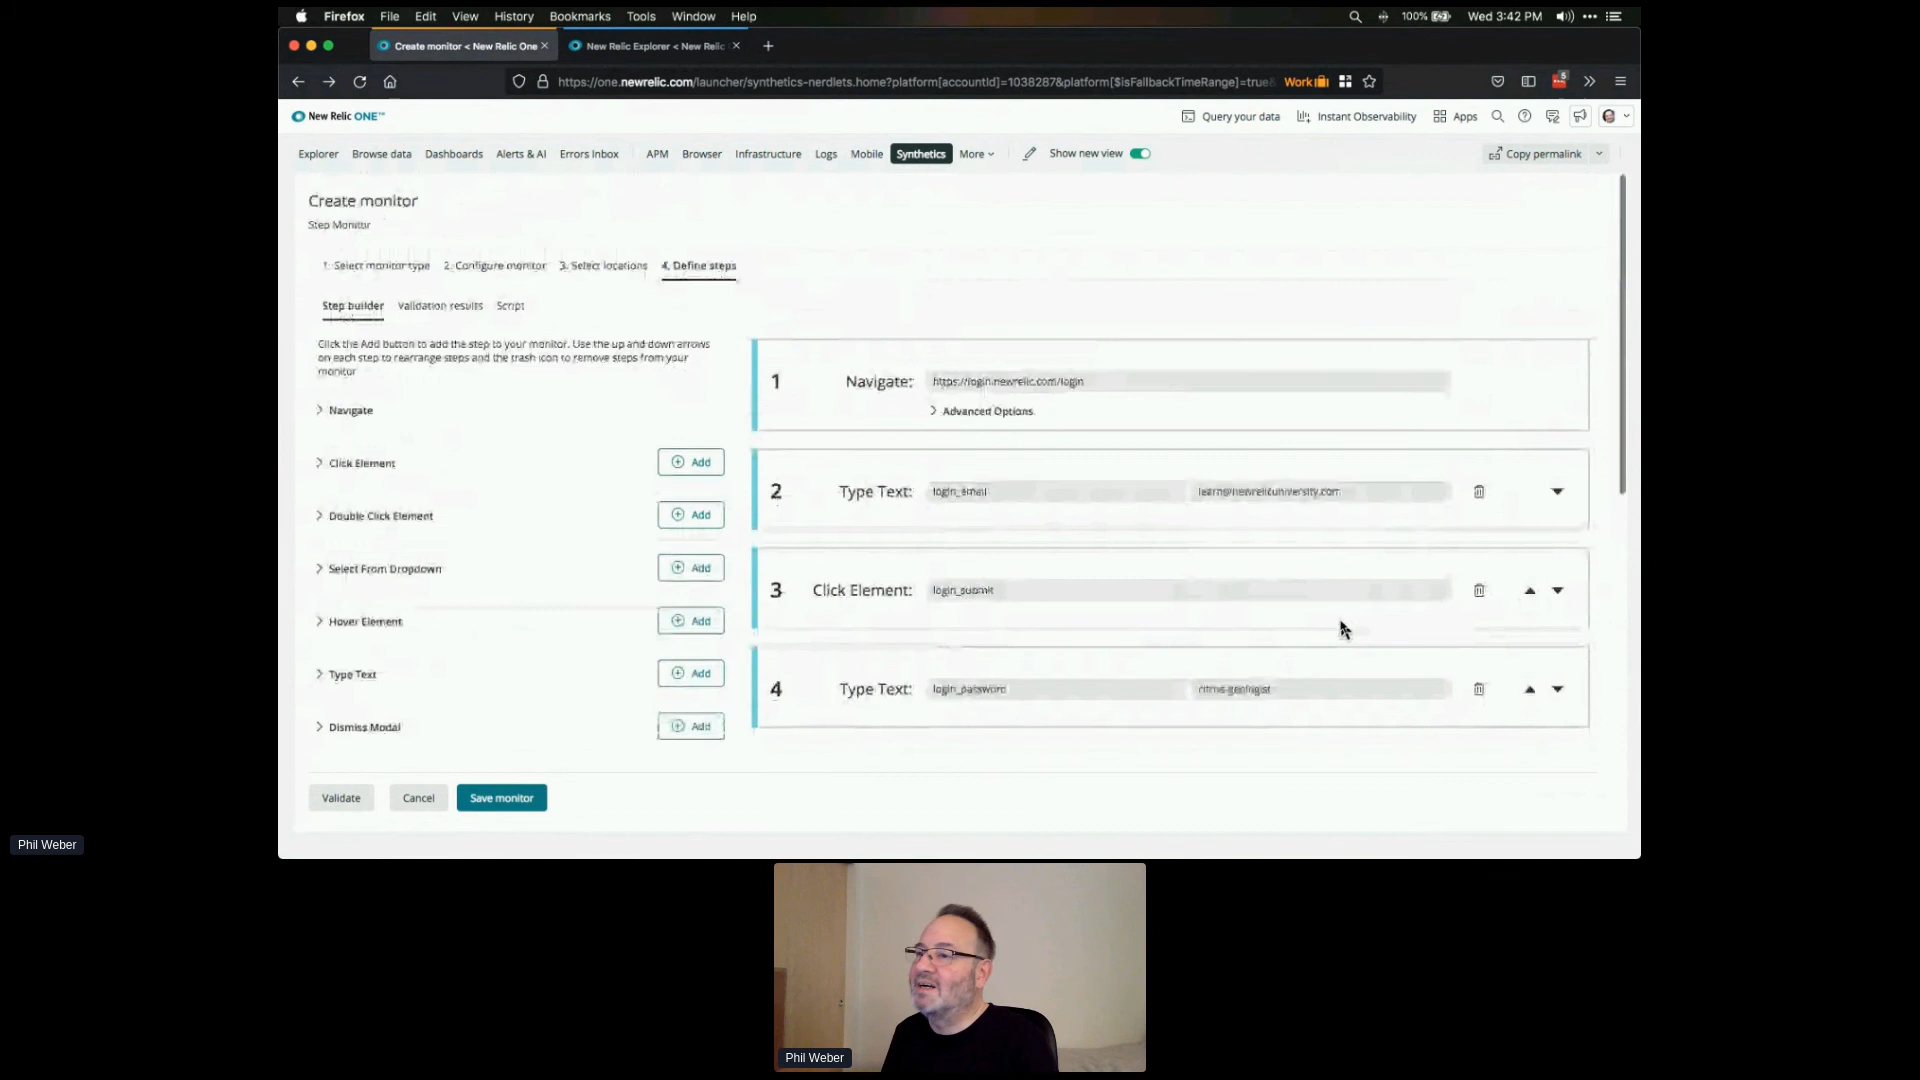 Firefox File Edit View History Bookmarks Tools Window Help 100% Wed 3:42 PM
Create monitor < New Relic One New Relic Explorer < New Relic
https://one.newrelic.com/launcher/synthetics-nerdlets.home?platform[accountId]=1038287&platform[$isFallbackTimeRange]=true& Work 5
New Relic ONE™ Query your data Instant Observability Apps
Explorer Browse data Dashboards Alerts & AI Errors Inbox APM Browser Infrastructure Logs Mobile Synthetics More Show new view Copy permalink
Create monitor
Step Monitor
1. Select monitor type 2. Configure monitor 3. Select locations 4. Define steps
Step builder Validation results Script
Click the Add button to add the step to your monitor. Use the up and down arrows
on each step to rearrange steps and the trash icon to remove steps from your
monitor
Navigate
Click Element Add
Double Click Element Add
Select From Dropdown Add
Hover Element Add
Type Text Add
Dismiss Modal Add
1 Navigate: https://login.newrelic.com/login
Advanced Options
2 Type Text: login_email learn@newrelicuniversity.com
3 Click Element: login_submit
4 Type Text: login_password
Validate Cancel Save monitor
Phil Weber
Phil Weber